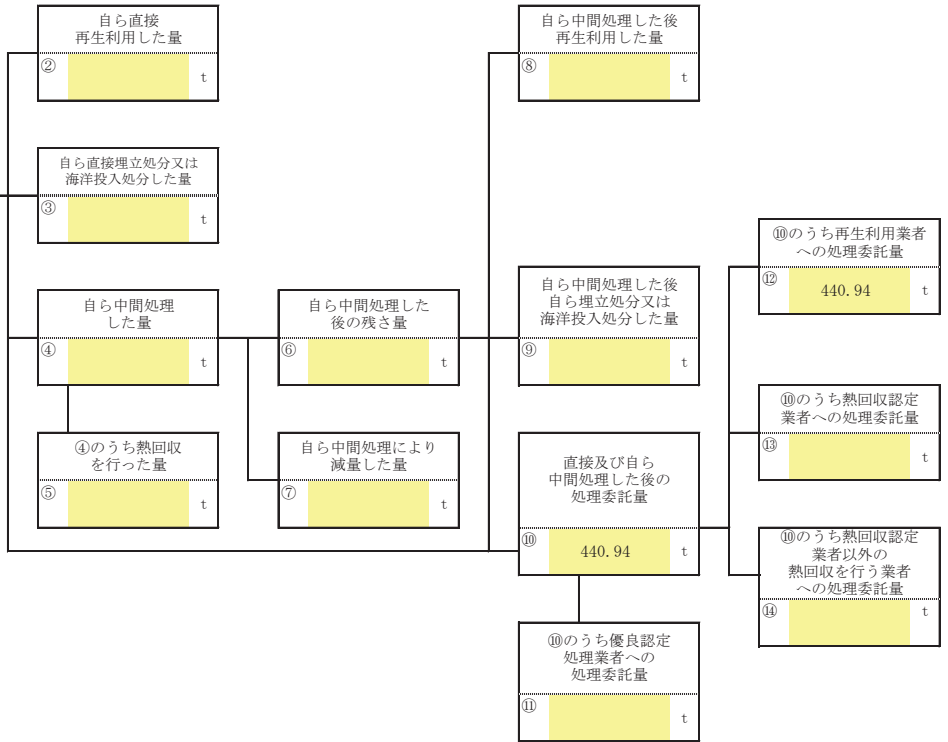 自ら直接
再生利用した量
②
t
自ら直接埋立処分又は
海洋投入処分した量
③
t
自ら中間処理
した量
④
t
④のうち熱回収
を行った量
⑤
t
自ら中間処理した
後の残さ量
⑥
t
自ら中間処理により
減量した量
⑦
t
自ら中間処理した後
再生利用した量
⑧
t
自ら中間処理した後
自ら埋立処分又は
海洋投入処分した量
⑨
t
直接及び自ら
中間処理した後の
処理委託量
⑩ 440.94 t
⑩のうち優良認定
処理業者への
処理委託量
⑪
t
⑩のうち再生利用業者
への処理委託量
⑫ 440.94 t
⑩のうち熱回収認定
業者への処理委託量
⑬
t
⑩のうち熱回収認定
業者以外の
熱回収を行う業者
への処理委託量
⑭
t